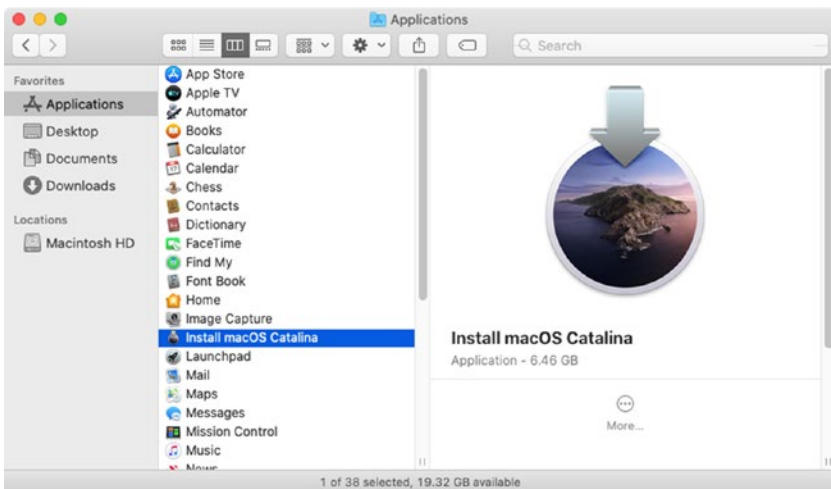 Applications
Search
Favorites
Applications
Desktop
Documents
Downloads
Locations
Macintosh HD
App Store
Apple TV
Automator
Books
Calculator
Calendar
Chess
Contacts
Dictionary
FaceTime
Find My
Font Book
Home
Image Capture
Install macOS Catalina
Launchpad
Mail
Maps
Messages
Mission Control
Music
News
Install macOS Catalina
Application - 6.46 GB
More...
1 of 38 selected, 19.32 GB available